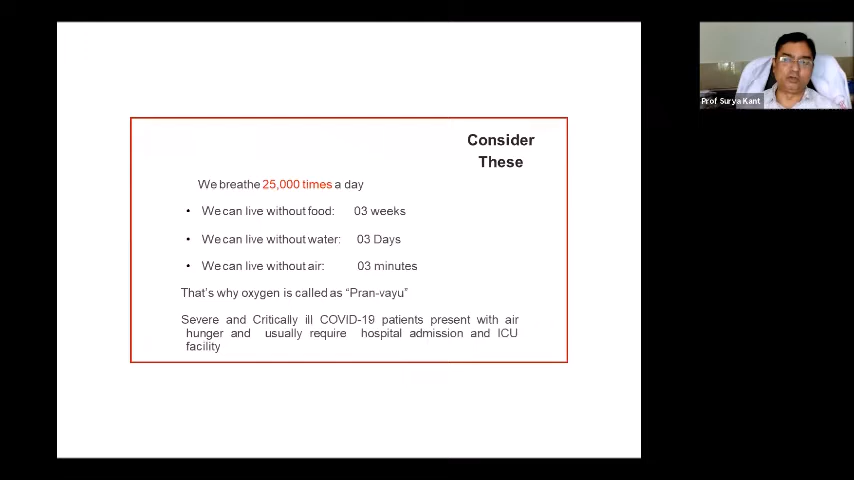 Consider
These
We breathe 25,000 times a day
• We can live without food: 03 weeks
• We can live without water: 03 Days
• We can live without air: 03 minutes
That's why oxygen is called as “Pran-vayu”
Severe and Critically ill COVID-19 patients present with air
hunger and usually require hospital admission and ICU
facility
Prof Surya Kant